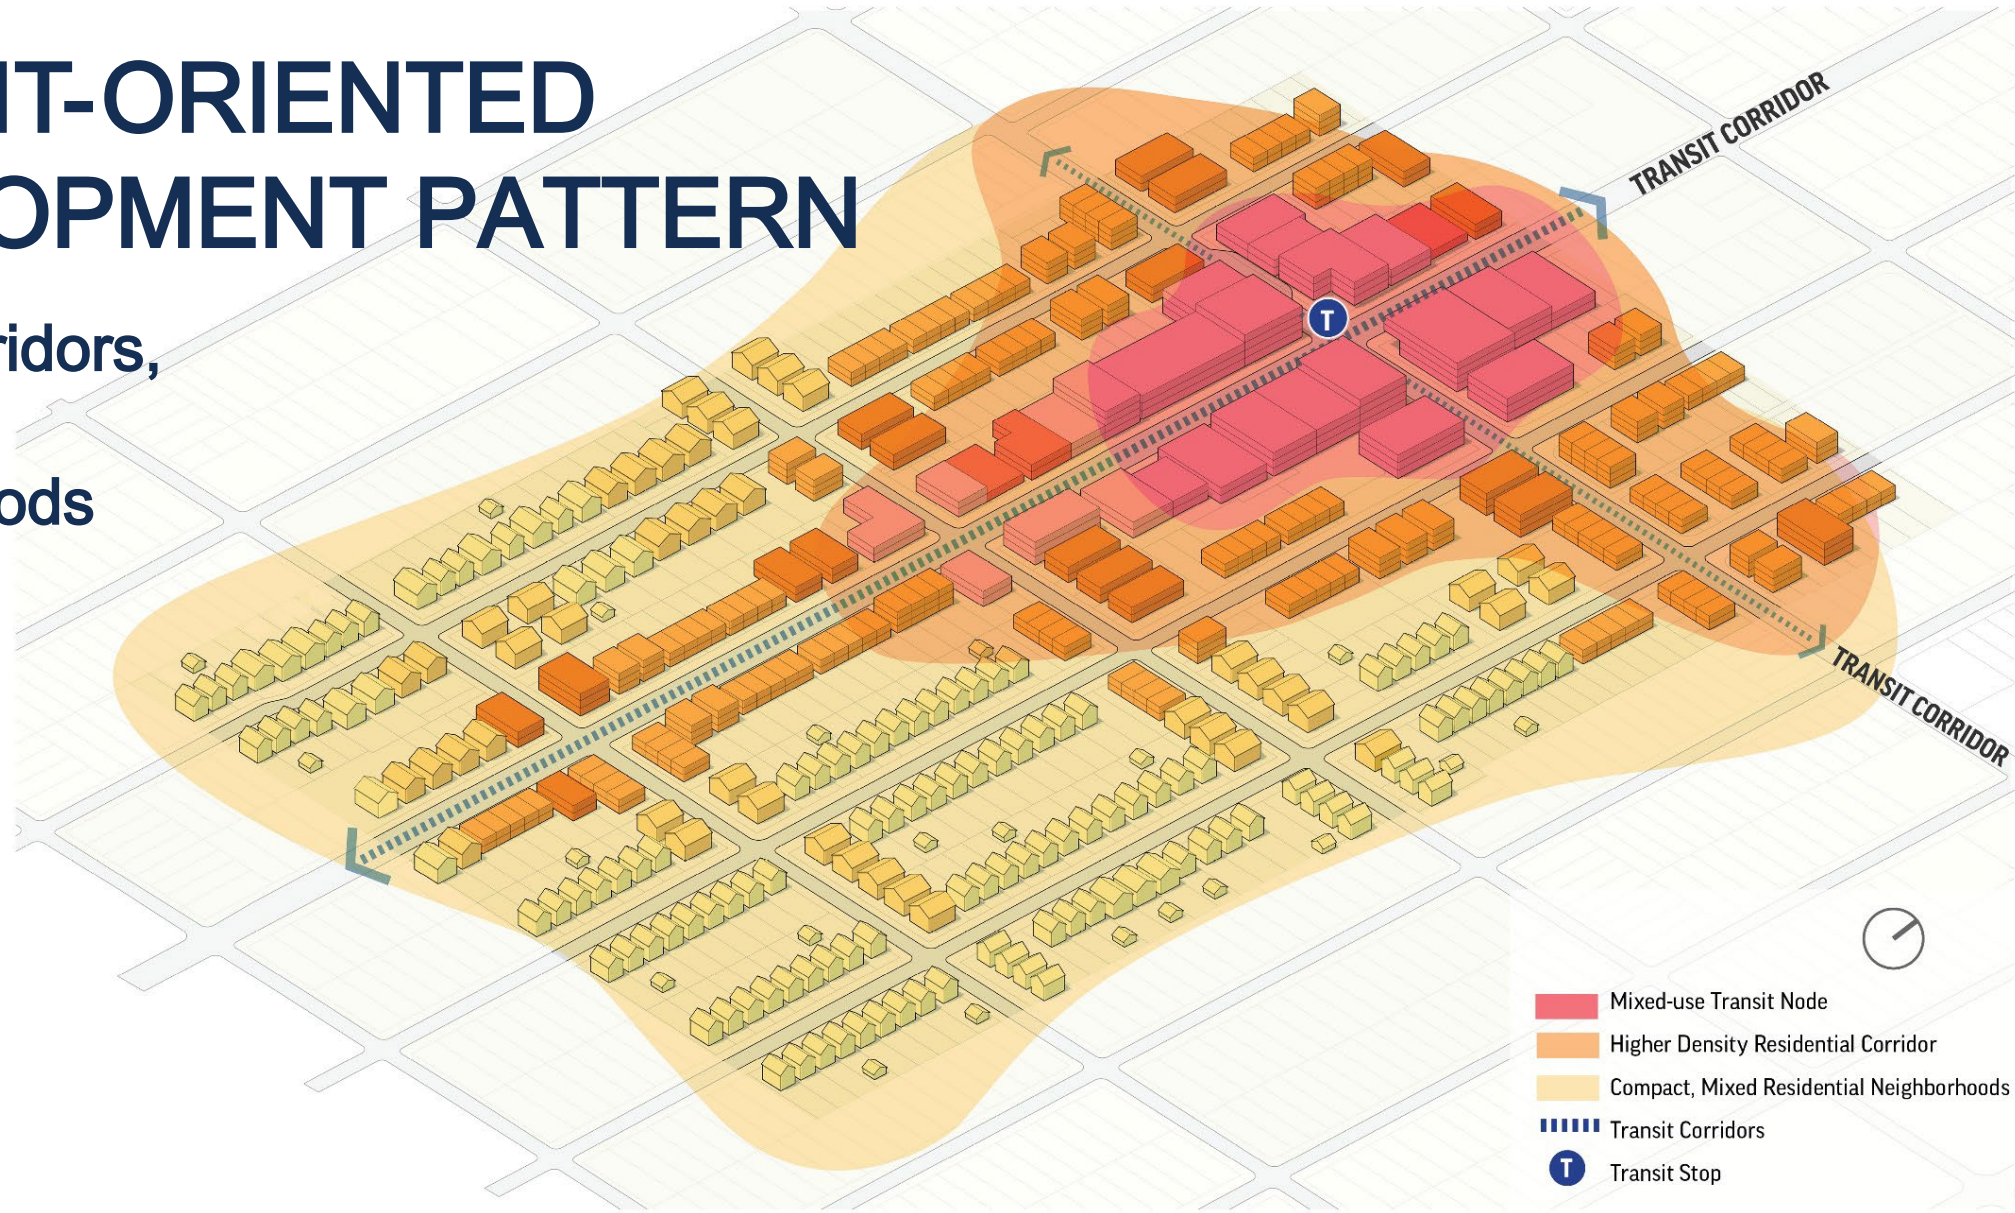 IT-ORIENTED
OPMENT PATTERN
ridors,
ods
TRANSIT CORRIDOR
T
TRANSIT CORRIDOR
Mixed-use Transit Node
Higher Density Residential Corridor
Compact, Mixed Residential Neighborhoods
Transit Corridors
T
Transit Stop